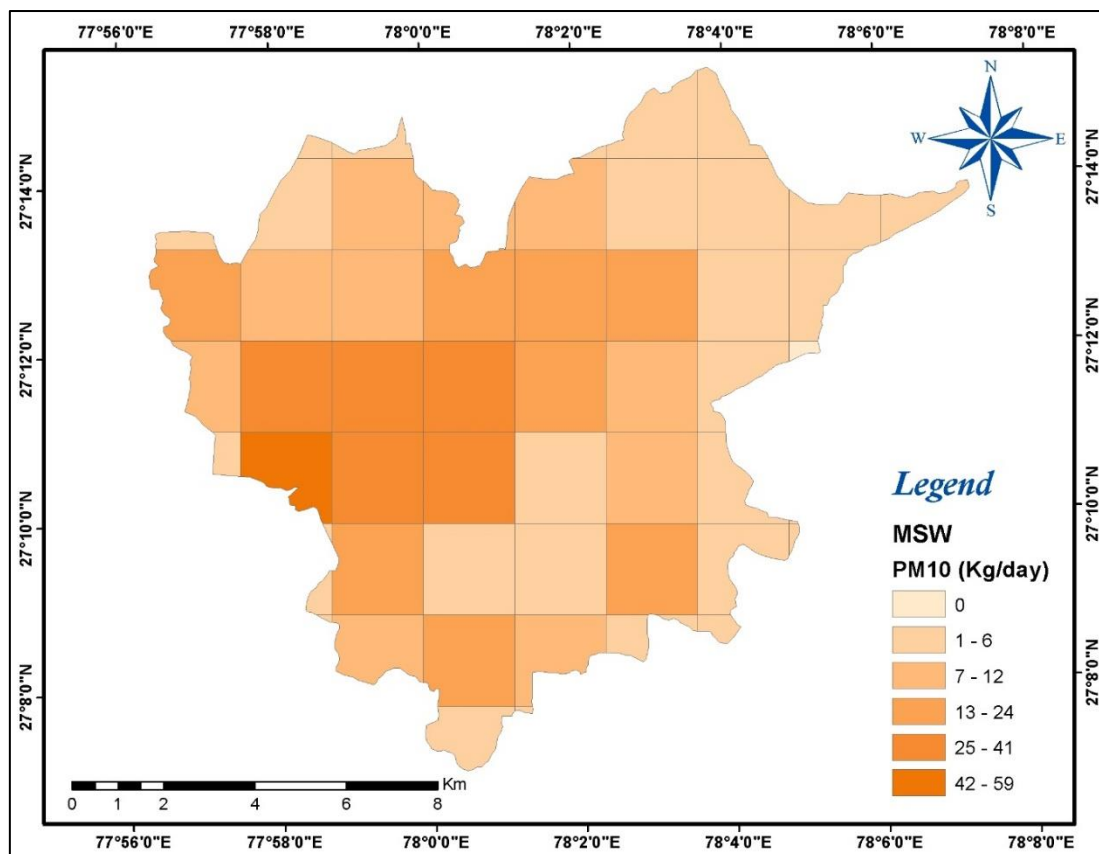 77°56'0"E 77°58'0"E 78°0'0"E 78°2'0"E 78°4'0"E 78°6'0"E 78°8'0"E
N
W E
S
27°14'0"N 27°14'0"N
27°12'0"N 27°12'0"N
27°10'0"N 27°10'0"N
27°8'0"N 27°8'0"N
Legend
MSW
PM10 (Kg/day)
0
1 - 6
7 - 12
13 - 24
25 - 41
42 - 59
Km
0 1 2 4 6 8
77°56'0"E 77°58'0"E 78°0'0"E 78°2'0"E 78°4'0"E 78°6'0"E 78°8'0"E